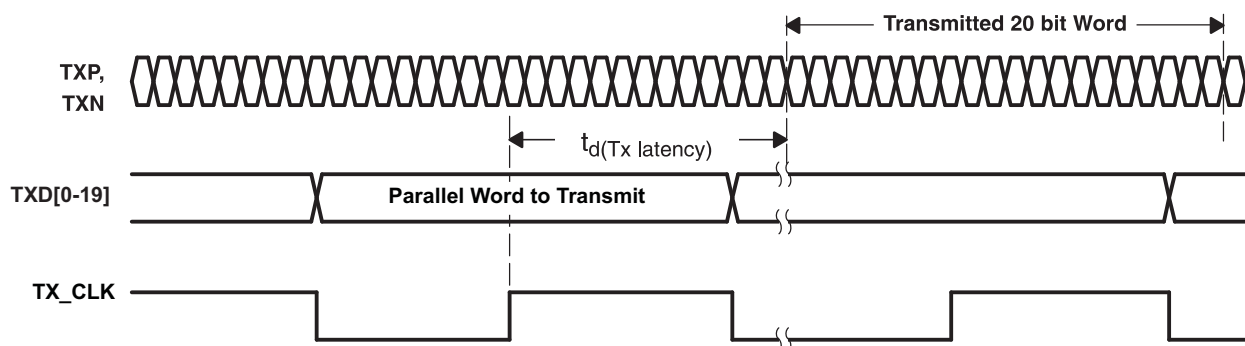 Transmitted 20 bit Word
TXP,
TXN
td(Tx latency)
TXD[0-19]
Parallel Word to Transmit
TX_CLK